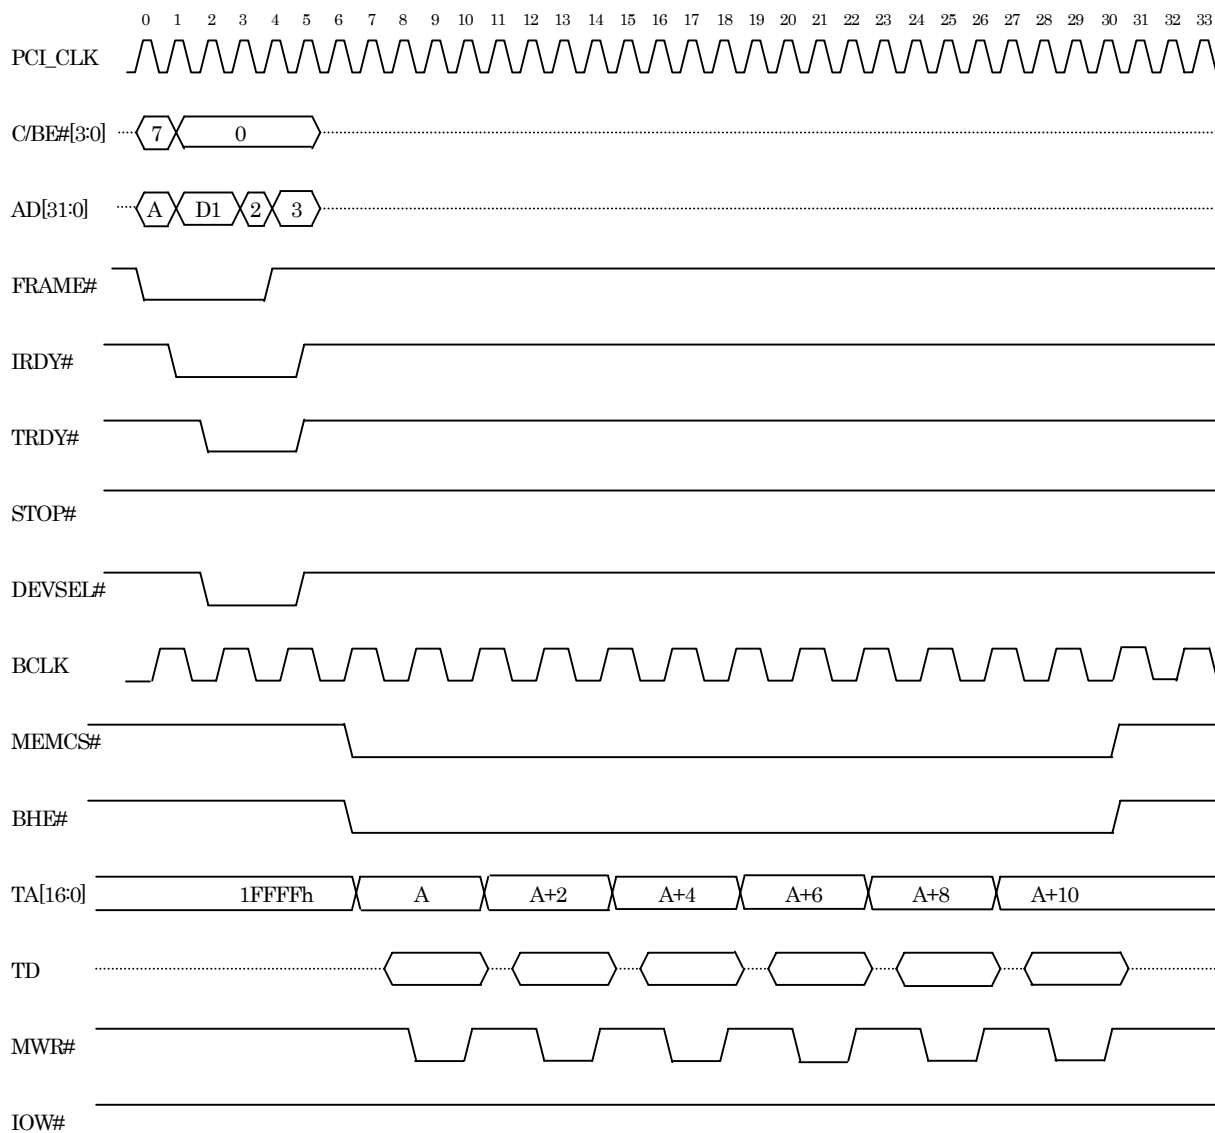 0 1 2 3 4 5 6 7 8 9 10 11 12 13 14 15 16 17 18 19 20 21 22 23 24 25 26 27 28 29 30 31 32 33
PCI_CLK
C/BE#[3:0] 7 0
AD[31:0] A D1 2 3
FRAME#
IRDY#
TRDY#
STOP#
DEVSEL#
BCLK
MEMCS#
BHE#
TA[16:0] 1FFFFh A A+2 A+4 A+6 A+8 A+10
TD
MWR#
IOW#